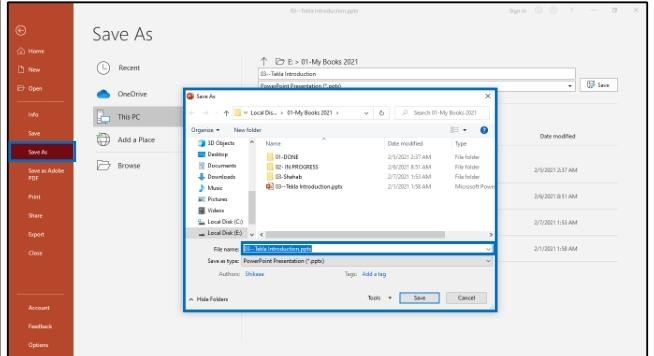 03--Tekla Introduction.pptx
Sign in
Save As
Home
New
Open
Info
Save
Save As
Save as Adobe
PDF
Print
Share
Export
Close
Account
Feedback
Options
Recent
OneDrive
This PC
Add a Place
Browse
E: > 01-My Books 2021
03--Tekla Introduction
PowerPoint Presentation (*.pptx)
Save
Date modified
2/5/2021 2:37 AM
2/6/2021 8:51 AM
2/7/2021 1:53 AM
2/1/2021 1:58 AM
Save As
« Local Dis... > 01-My Books 2021 >
Search 01-My Books 2021
Organize
New folder
3D Objects
Desktop
Documents
Downloads
Music
Pictures
Videos
Local Disk (C:)
Local Disk (E:)
Name Date modified Type
01-DONE 2/5/2021 2:37 AM File folder
02- IN PROGRESS 2/6/2021 8:51 AM File folder
03-Shehab 2/7/2021 1:53 AM File folder
03--Tekla Introduction.pptx 2/1/2021 1:58 AM Microsoft Pown
File name: 03--Tekla Introduction.pptx
Save as type: PowerPoint Presentation (*.pptx)
Authors: Shikaaa
Tags: Add a tag
Hide Folders
Tools
Save
Cancel